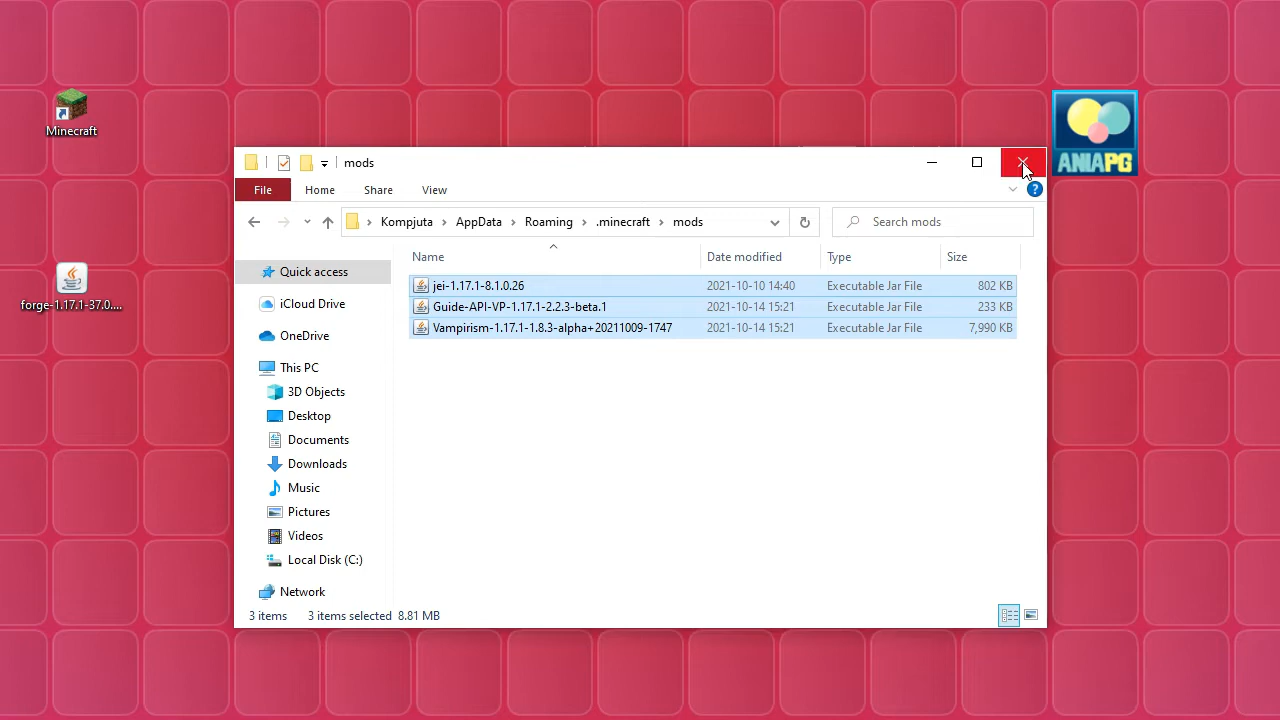 Minecraft
forge-1.17.1-37.0....
ANIAPG
mods
File Home Share View
Kompjuta > AppData > Roaming > .minecraft > mods
Search mods
Name Date modified Type Size
jei-1.17.1-8.1.0.26 2021-10-10 14:40 Executable Jar File 802 KB
Guide-API-VP-1.17.1-2.2.3-beta.1 2021-10-14 15:21 Executable Jar File 233 KB
Vampirism-1.17.1-1.8.3-alpha+20211009-1747 2021-10-14 15:21 Executable Jar File 7,990 KB
Quick access
iCloud Drive
OneDrive
This PC
3D Objects
Desktop
Documents
Downloads
Music
Pictures
Videos
Local Disk (C:)
Network
3 items 3 items selected 8.81 MB